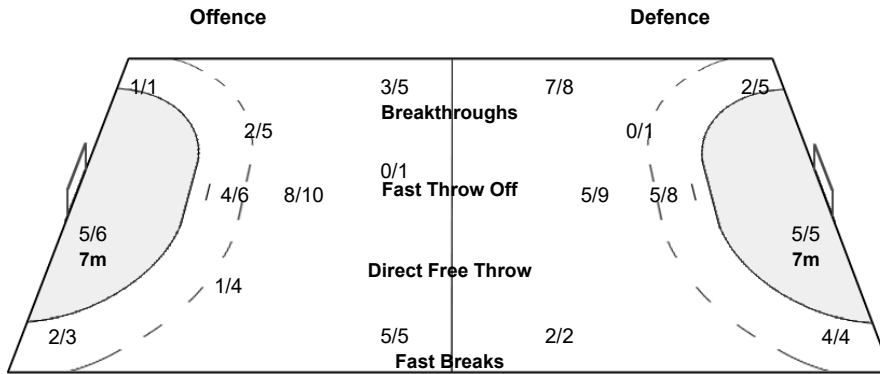 Offence Defence
1/1 3/5 7/8 2/5
Breakthroughs
2/5 0/1
0/1
Fast Throw Off
4/6 8/10 5/9 5/8
5/6 5/5
7m 7m
Direct Free Throw
1/4
2/3 5/5 2/2 4/4
Fast Breaks